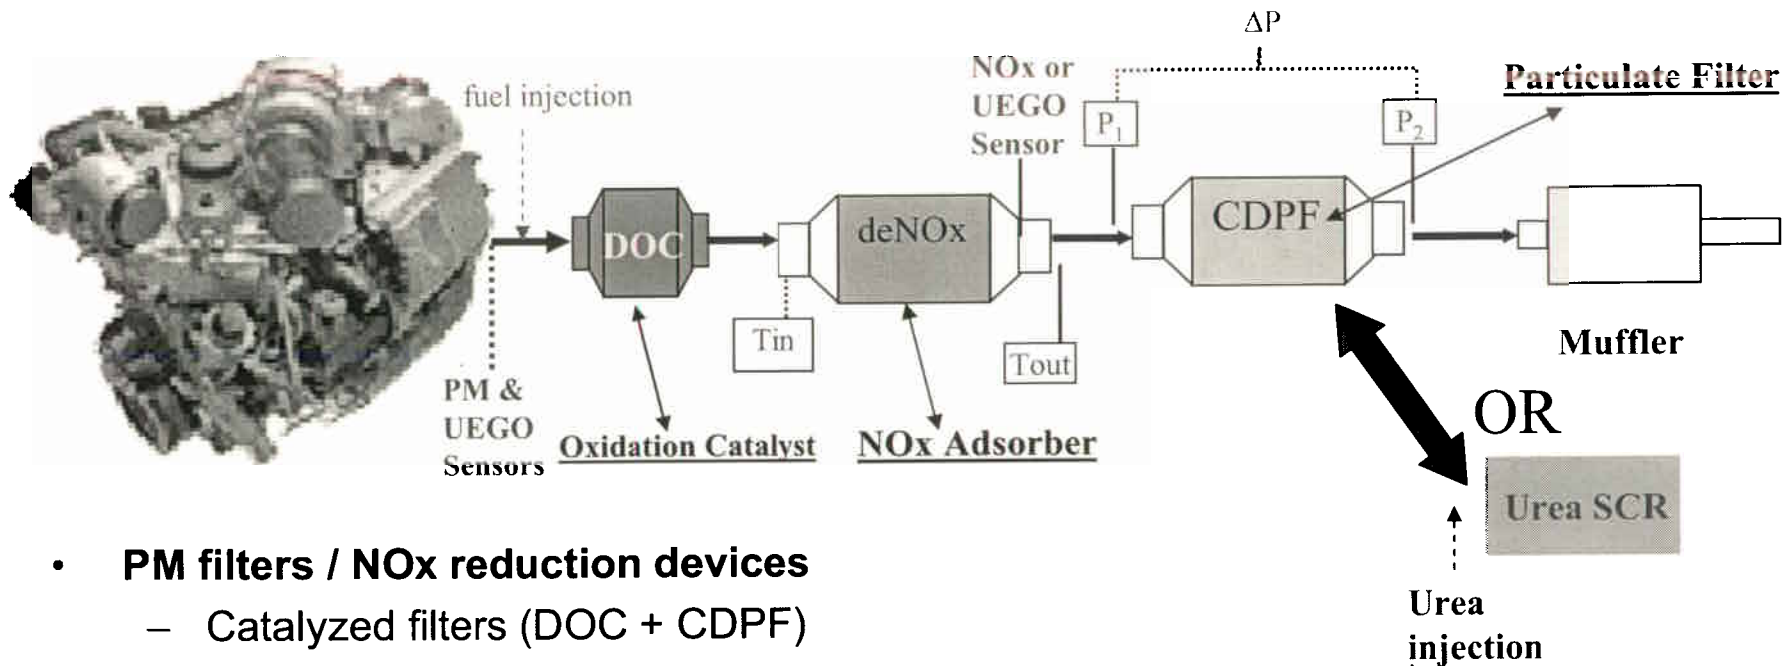 ΔP
NOx or
UEGO
Sensor
Particulate Filter
fuel injection
P1
P2
DOC
deNOx
CDPF
Tin
Tout
Muffler
PM &
UEGO
Sensors
Oxidation Catalyst
NOx Adsorber
OR
Urea SCR
Urea
injection
• PM filters / NOx reduction devices
– Catalyzed filters (DOC + CDPF)